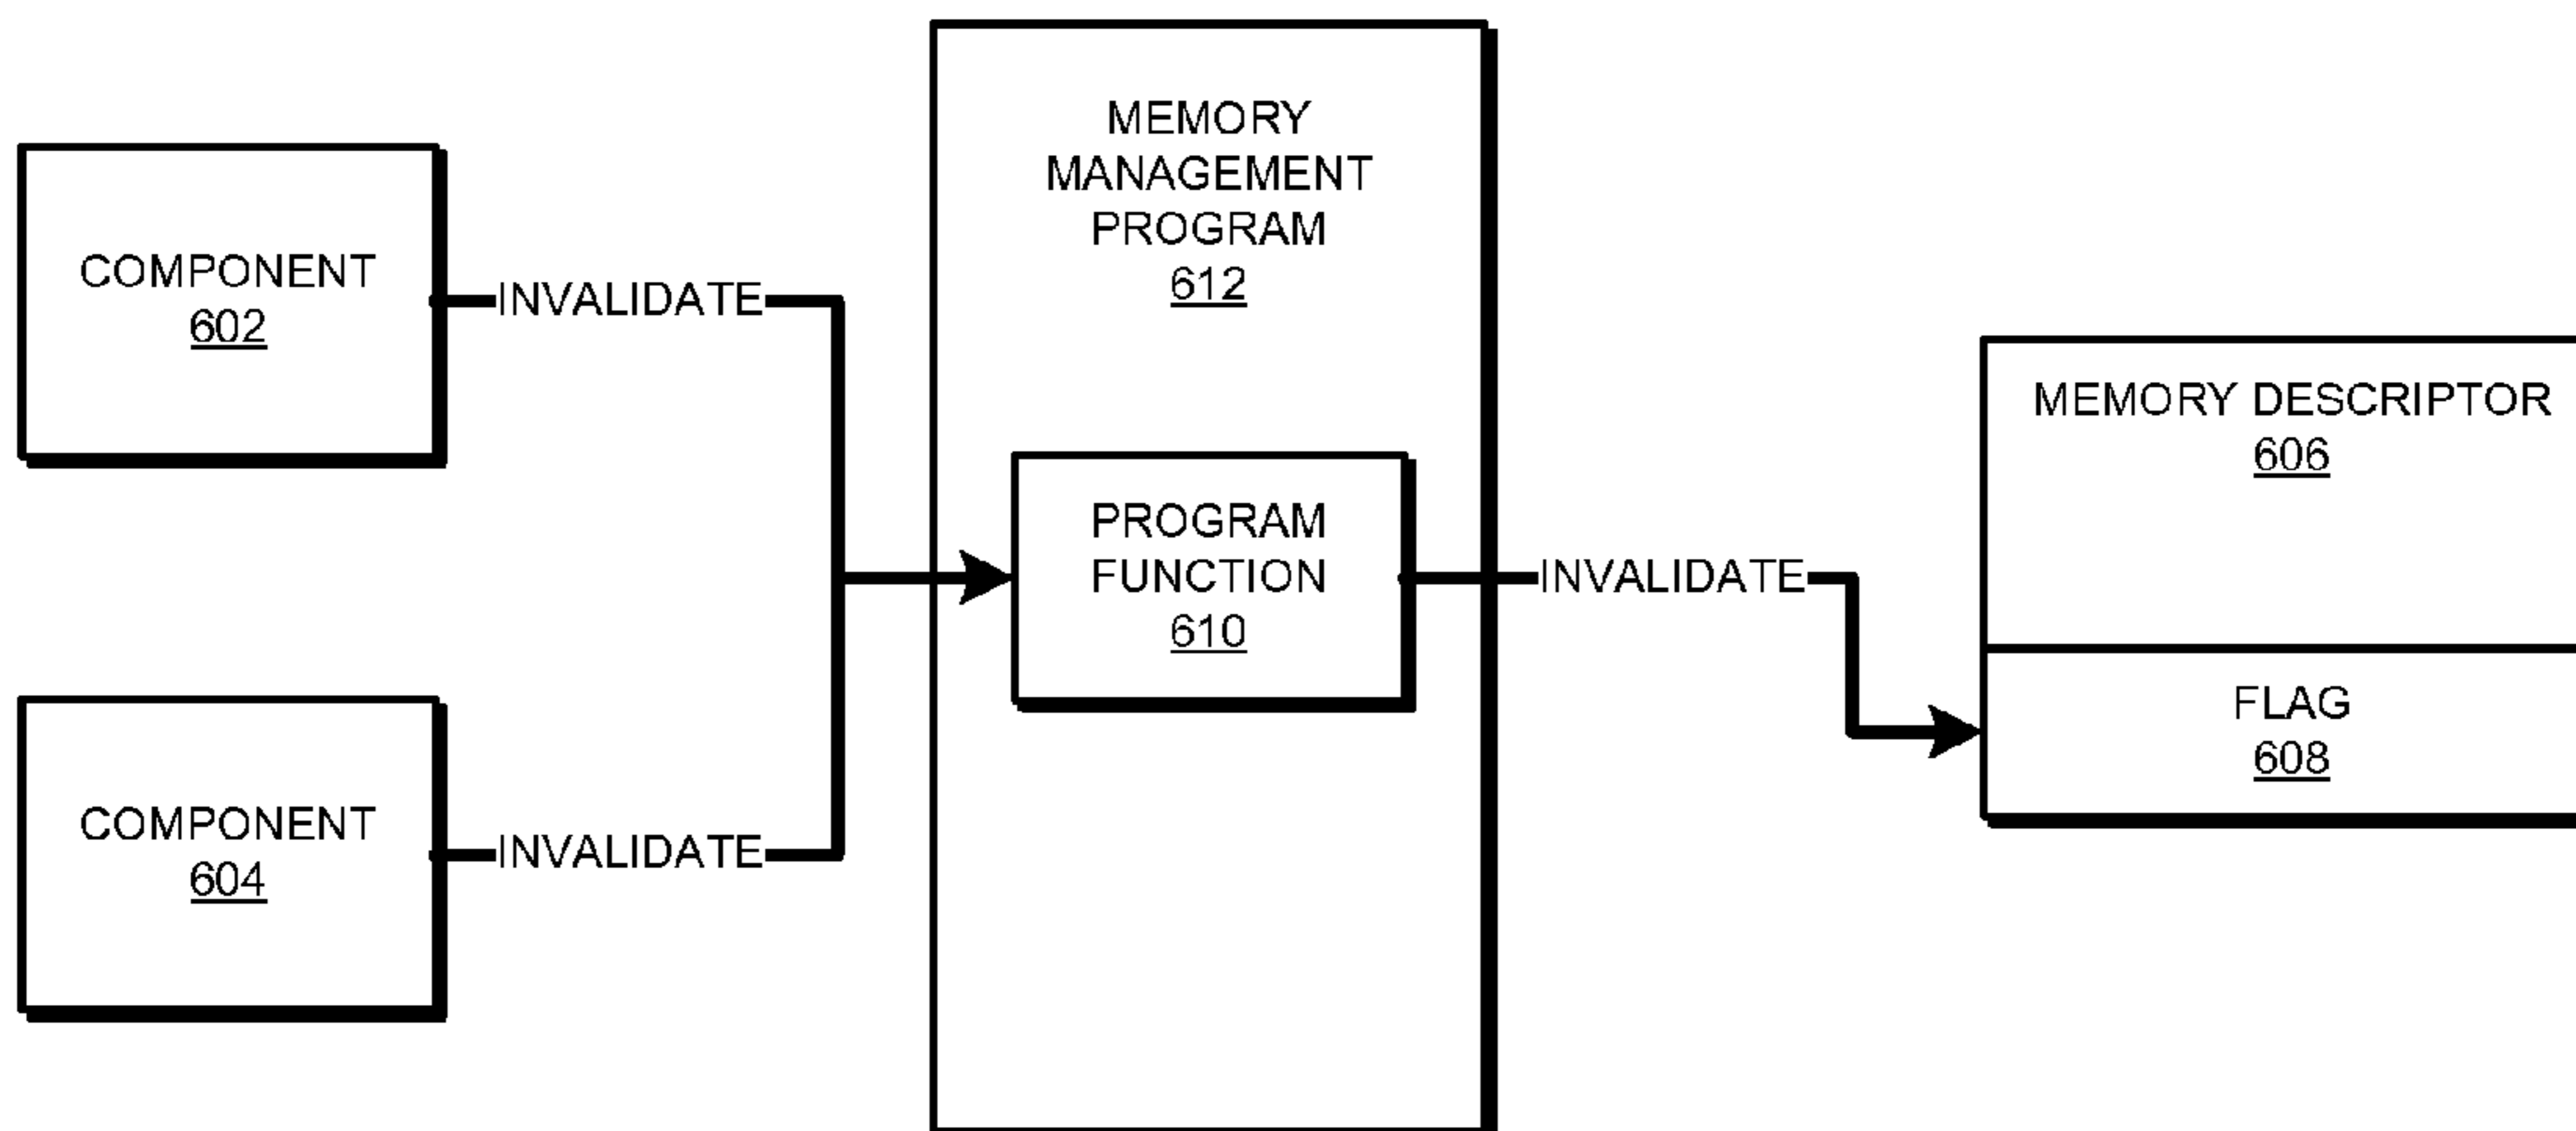 MEMORY
MANAGEMENT
PROGRAM
612
COMPONENT
602
INVALIDATE
MEMORY DESCRIPTOR
606
PROGRAM
FUNCTION
610
INVALIDATE
FLAG
608
COMPONENT
604
INVALIDATE